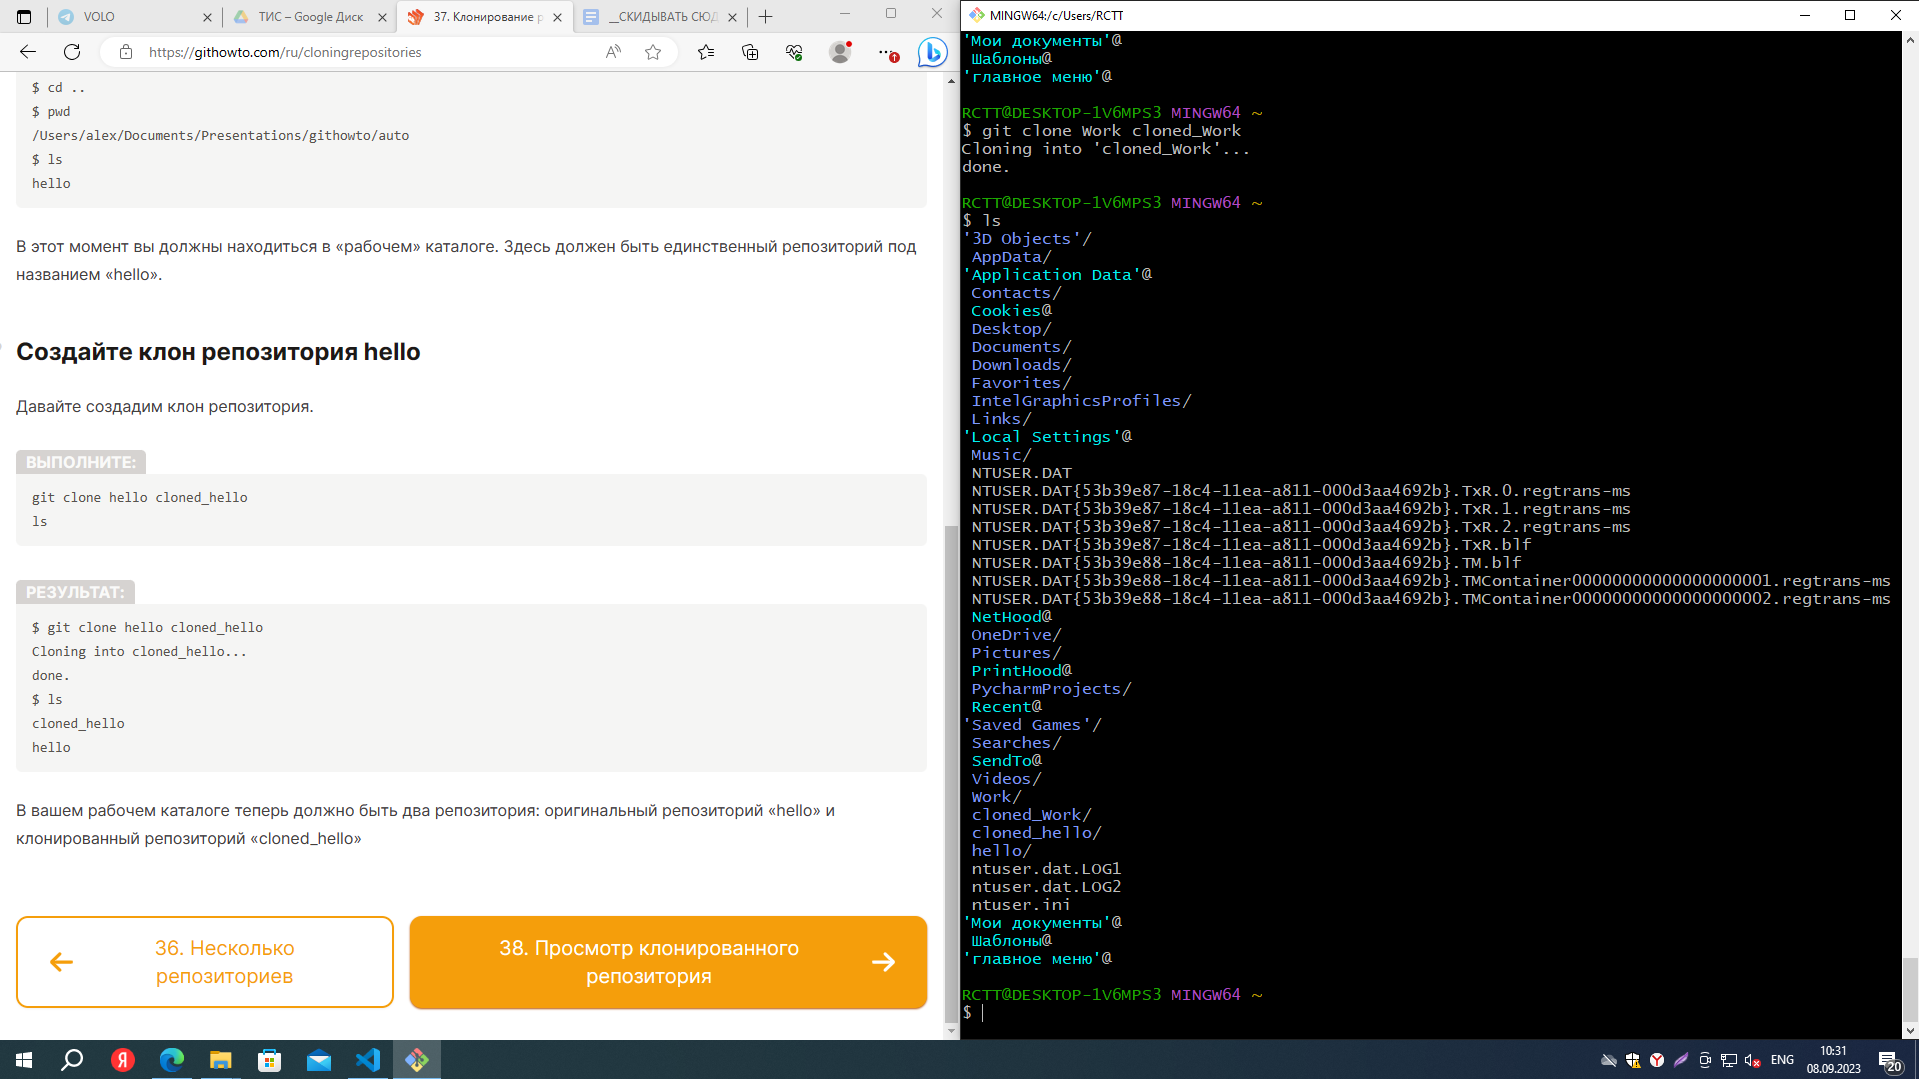 VOLO
ТИС – Google Диск
37. Клонирование р
__СКИДЫВАТЬ СЮД
https://githowto.com/ru/cloningrepositories
1
$ cd ..
$ pwd
/Users/alex/Documents/Presentations/githowto/auto
$ ls
hello
В этот момент вы должны находиться в «рабочем» каталоге. Здесь должен быть единственный репозиторий под
названием «hello».
Создайте клон репозитория hello
Давайте создадим клон репозитория.
ВЫПОЛНИТЕ:
git clone hello cloned_hello
ls
РЕЗУЛЬТАТ:
$ git clone hello cloned_hello
Cloning into cloned_hello...
done.
$ ls
cloned_hello
hello
В вашем рабочем каталоге теперь должно быть два репозитория: оригинальный репозиторий «hello» и
клонированный репозиторий «cloned_hello»
36. Несколько
репозиториев
38. Просмотр клонированного
репозитория
MINGW64:/c/Users/RCTT
'Мои документы'@
Шаблоны@
'главное меню'@
RCTT@DESKTOP-1V6MPS3 MINGW64 ~
$ git clone Work cloned_Work
Cloning into 'cloned_Work'...
done.
RCTT@DESKTOP-1V6MPS3 MINGW64 ~
$ ls
'3D Objects'/
AppData/
'Application Data'@
Contacts/
Cookies@
Desktop/
Documents/
Downloads/
Favorites/
IntelGraphicsProfiles/
Links/
'Local Settings'@
Music/
NTUSER.DAT
NTUSER.DAT{53b39e87-18c4-11ea-a811-000d3aa4692b}.TxR.0.regtrans-ms
NTUSER.DAT{53b39e87-18c4-11ea-a811-000d3aa4692b}.TxR.1.regtrans-ms
NTUSER.DAT{53b39e87-18c4-11ea-a811-000d3aa4692b}.TxR.2.regtrans-ms
NTUSER.DAT{53b39e87-18c4-11ea-a811-000d3aa4692b}.TxR.blf
NTUSER.DAT{53b39e88-18c4-11ea-a811-000d3aa4692b}.TM.blf
NTUSER.DAT{53b39e88-18c4-11ea-a811-000d3aa4692b}.TMContainer00000000000000000001.regtrans-ms
NTUSER.DAT{53b39e88-18c4-11ea-a811-000d3aa4692b}.TMContainer00000000000000000002.regtrans-ms
NetHood@
OneDrive/
Pictures/
PrintHood@
PycharmProjects/
Recent@
'Saved Games'/
Searches/
SendTo@
Videos/
Work/
cloned_Work/
cloned_hello/
hello/
ntuser.dat.LOG1
ntuser.dat.LOG2
ntuser.ini
'Мои документы'@
Шаблоны@
'главное меню'@
RCTT@DESKTOP-1V6MPS3 MINGW64 ~
$
ENG
10:31
08.09.2023
20